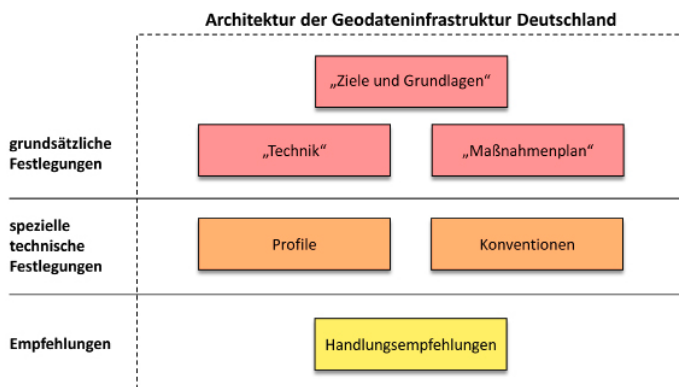 Architektur der Geodateninfrastruktur Deutschland
„Ziele und Grundlagen“
grundsätzliche
Festlegungen
„Technik“
„Maßnahmenplan“
spezielle
technische
Festlegungen
Profile
Konventionen
Empfehlungen
Handlungsempfehlungen